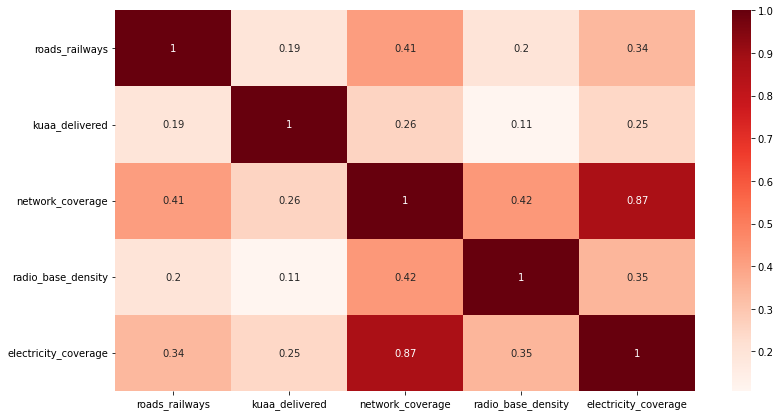 roads_railways 1 0.19 0.41 0.2 0.34
kuaa_delivered 0.19 1 0.26 0.11 0.25
network_coverage 0.41 0.26 1 0.42 0.87
radio_base_density 0.2 0.11 0.42 1 0.35
electricity_coverage 0.34 0.25 0.87 0.35 1
roads_railways kuaa_delivered network_coverage radio_base_density electricity_coverage
1.0
0.9
0.8
0.7
0.6
0.5
0.4
0.3
0.2